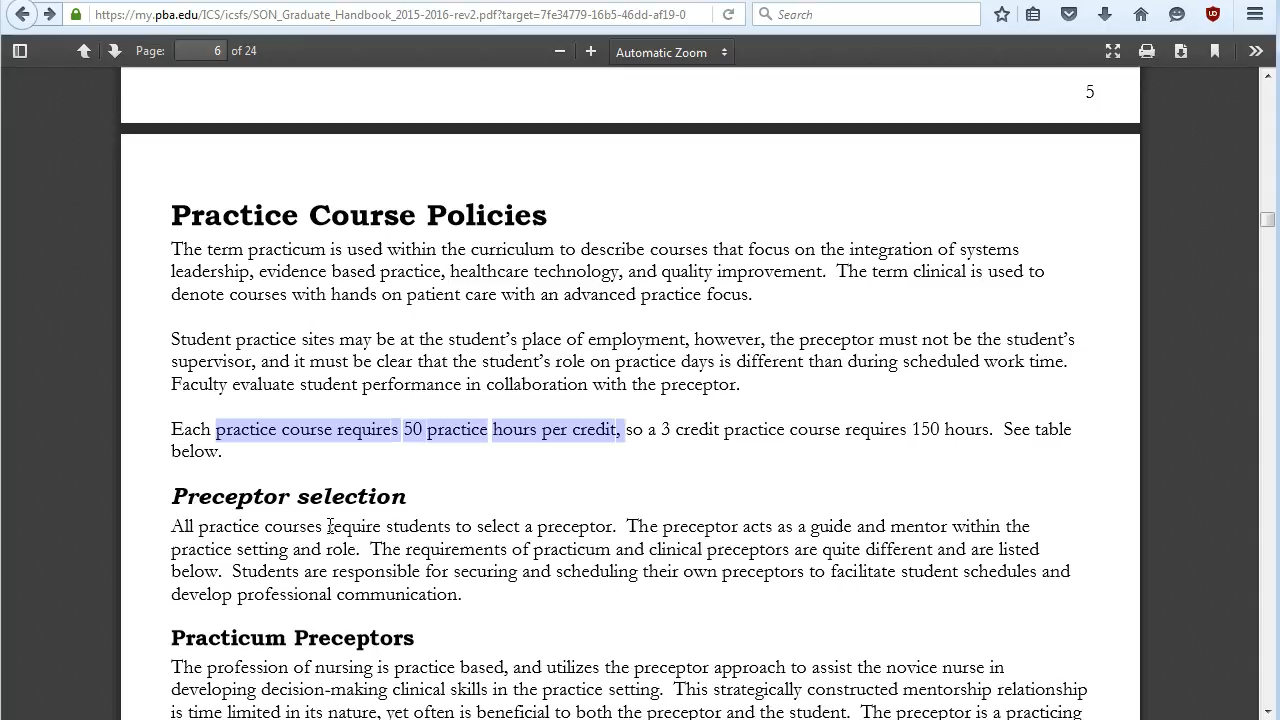 https://my.pba.edu/ICS/icsfs/SON_Graduate_Handbook_2015-2016-rev2.pdf?target=7fe34779-16b5-46dd-af19-0
Search
Page: 6 of 24
Automatic Zoom
5
Practice Course Policies
The term practicum is used within the curriculum to describe courses that focus on the integration of systems
leadership, evidence based practice, healthcare technology, and quality improvement.  The term clinical is used to
denote courses with hands on patient care with an advanced practice focus.
Student practice sites may be at the student’s place of employment, however, the preceptor must not be the student’s
supervisor, and it must be clear that the student’s role on practice days is different than during scheduled work time.
Faculty evaluate student performance in collaboration with the preceptor.
Each practice course requires 50 practice hours per credit, so a 3 credit practice course requires 150 hours.  See table
below.
Preceptor selection
All practice courses require students to select a preceptor.  The preceptor acts as a guide and mentor within the
practice setting and role.  The requirements of practicum and clinical preceptors are quite different and are listed
below.  Students are responsible for securing and scheduling their own preceptors to facilitate student schedules and
develop professional communication.
Practicum Preceptors
The profession of nursing is practice based, and utilizes the preceptor approach to assist the novice nurse in
developing decision-making clinical skills in the practice setting.  This strategically constructed mentorship relationship
is time limited in its nature, yet often is beneficial to both the preceptor and the student.  The preceptor is a practicing